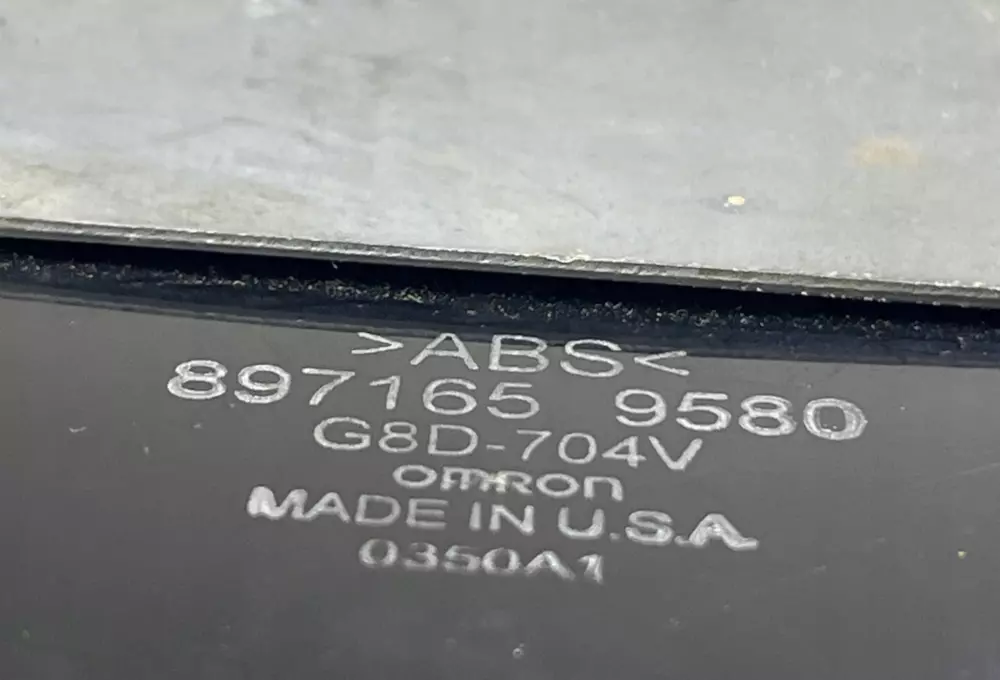 >ABS<
897165 9580
G8D-704V
omron
MADE IN U.S.A.
0350A1